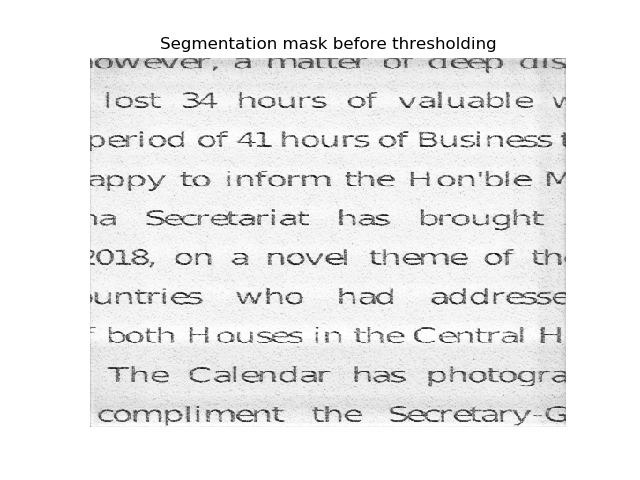 Segmentation mask before thresholding
however, a matter of deep dis
lost 34 hours of valuable w
period of 41 hours of Business t
appy to inform the Hon'ble M
na Secretariat has brought
2018, on a novel theme of the
ountries who had addresse
f both Houses in the Central H
The Calendar has photogra
compliment the Secretary-G